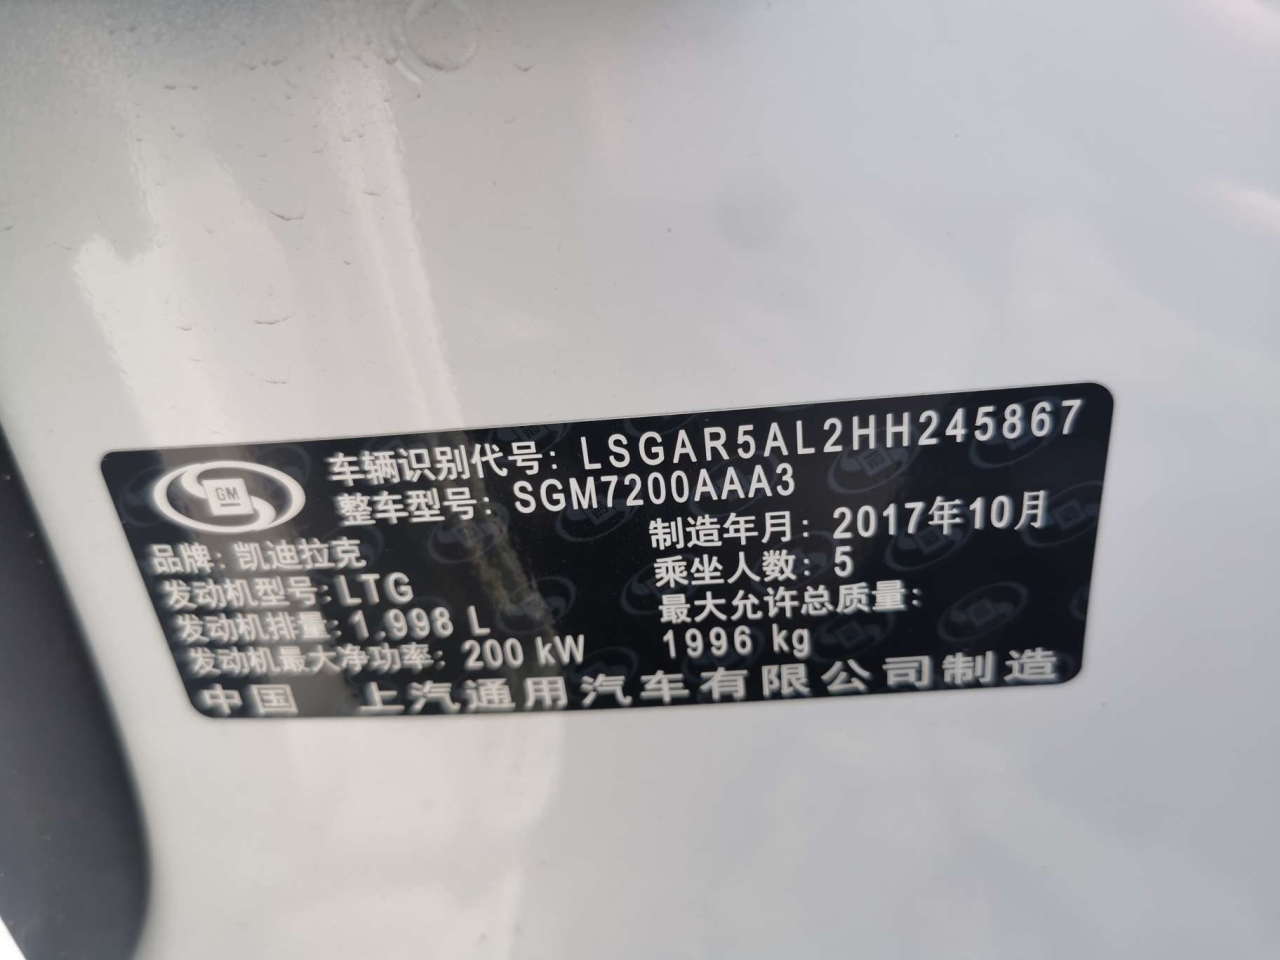 GM
车辆识别代号: LSGAR5AL2HH245867
整车型号: SGM7200AAA3
品牌: 凯迪拉克
制造年月: 2017年10月
发动机型号: LTG
乘坐人数: 5
发动机排量: 1.998 L
最大允许总质量:
1996 kg
发动机最大净功率: 200 kW
中国 上汽通用汽车有限公司制造